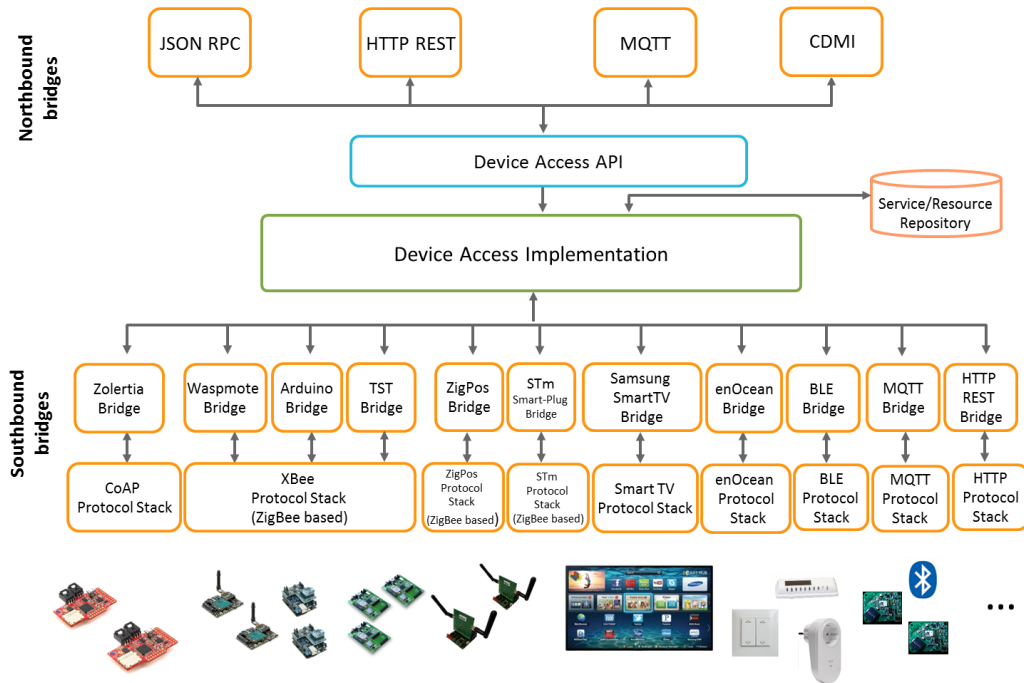 Northbound
bridges
JSON RPC
HTTP REST
MQTT
CDMI
Device Access API
Service/Resource
Repository
Device Access Implementation
Southbound
bridges
Zolertia
Bridge
Waspmote
Bridge
Arduino
Bridge
TST
Bridge
ZigPos
Bridge
STm
Smart-Plug
Bridge
Samsung
SmartTV
Bridge
enOcean
Bridge
BLE
Bridge
MQTT
Bridge
HTTP
REST
Bridge
CoAP
Protocol Stack
XBee
Protocol Stack
(ZigBee based)
ZigPos
Protocol
Stack
(ZigBee based)
STm
Protocol
Stack
(ZigBee based)
Smart TV
Protocol Stack
enOcean
Protocol
Stack
BLE
Protocol
Stack
MQTT
Protocol
Stack
HTTP
Protocol
Stack
...